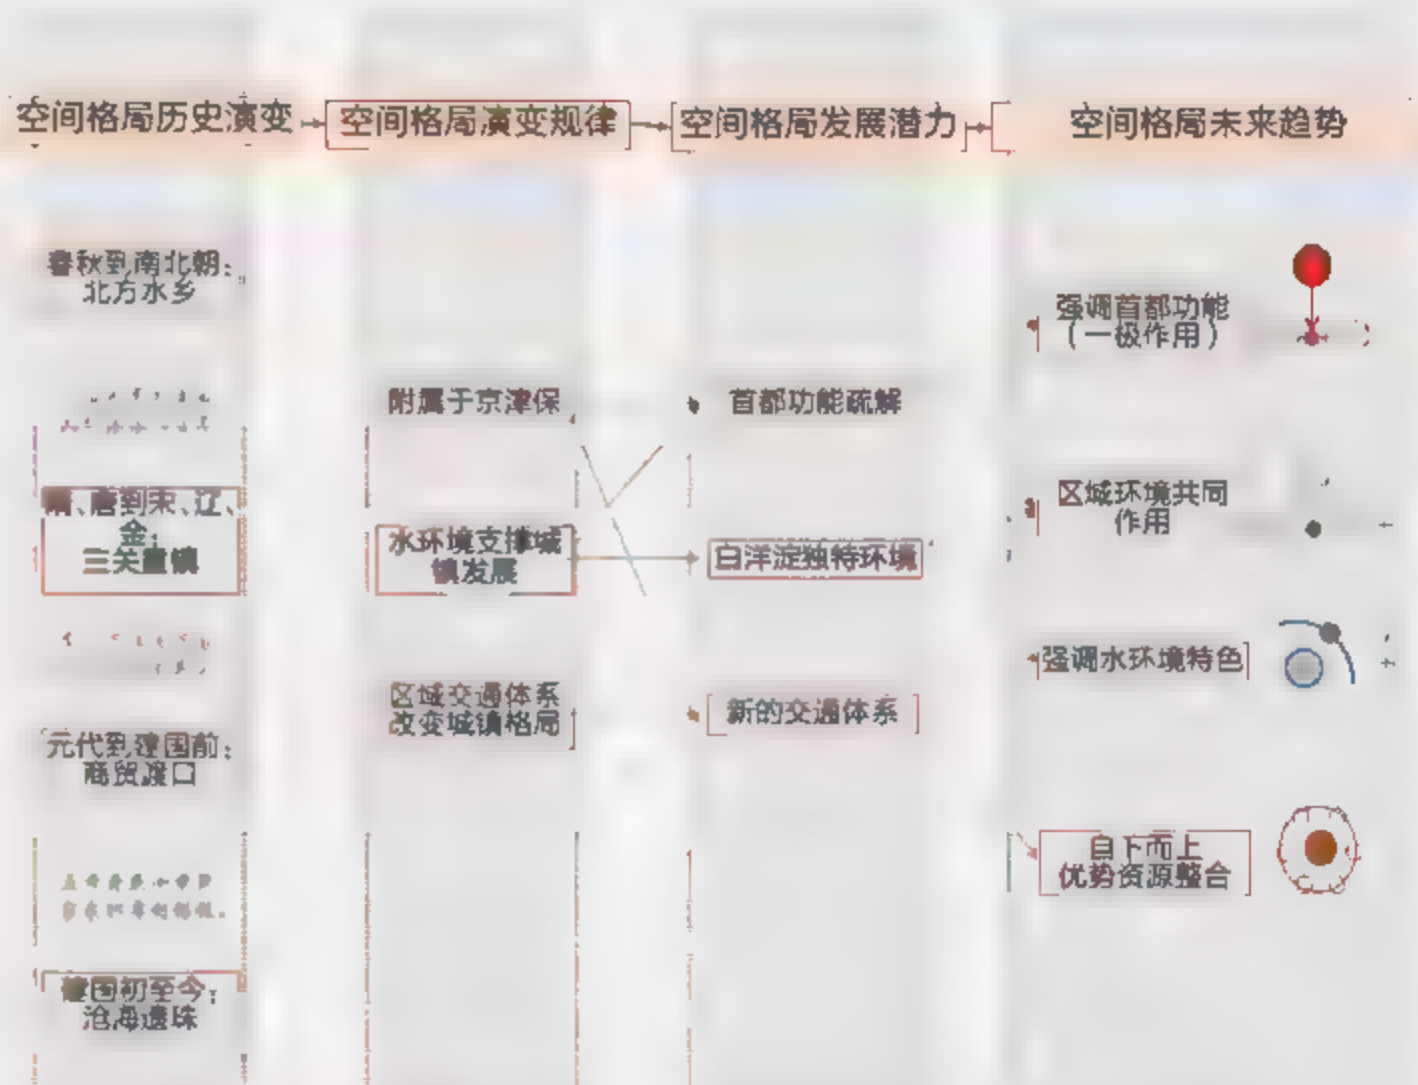 空间格局历史演变
空间格局演变规律
空间格局发展潜力
空间格局未来趋势
春秋到南北朝：
北方水乡
隋、唐到宋、辽、
金：
三关重镇
元代到建国前：
商贸渡口
建国初至今：
沧海遗珠
附属于京津保
水环境支撑城
镇发展
区域交通体系
改变城镇格局
首都功能疏解
白洋淀独特环境
新的交通体系
强调首都功能
（一极作用）
区域环境共同
作用
强调水环境特色
自下而上
优势资源整合